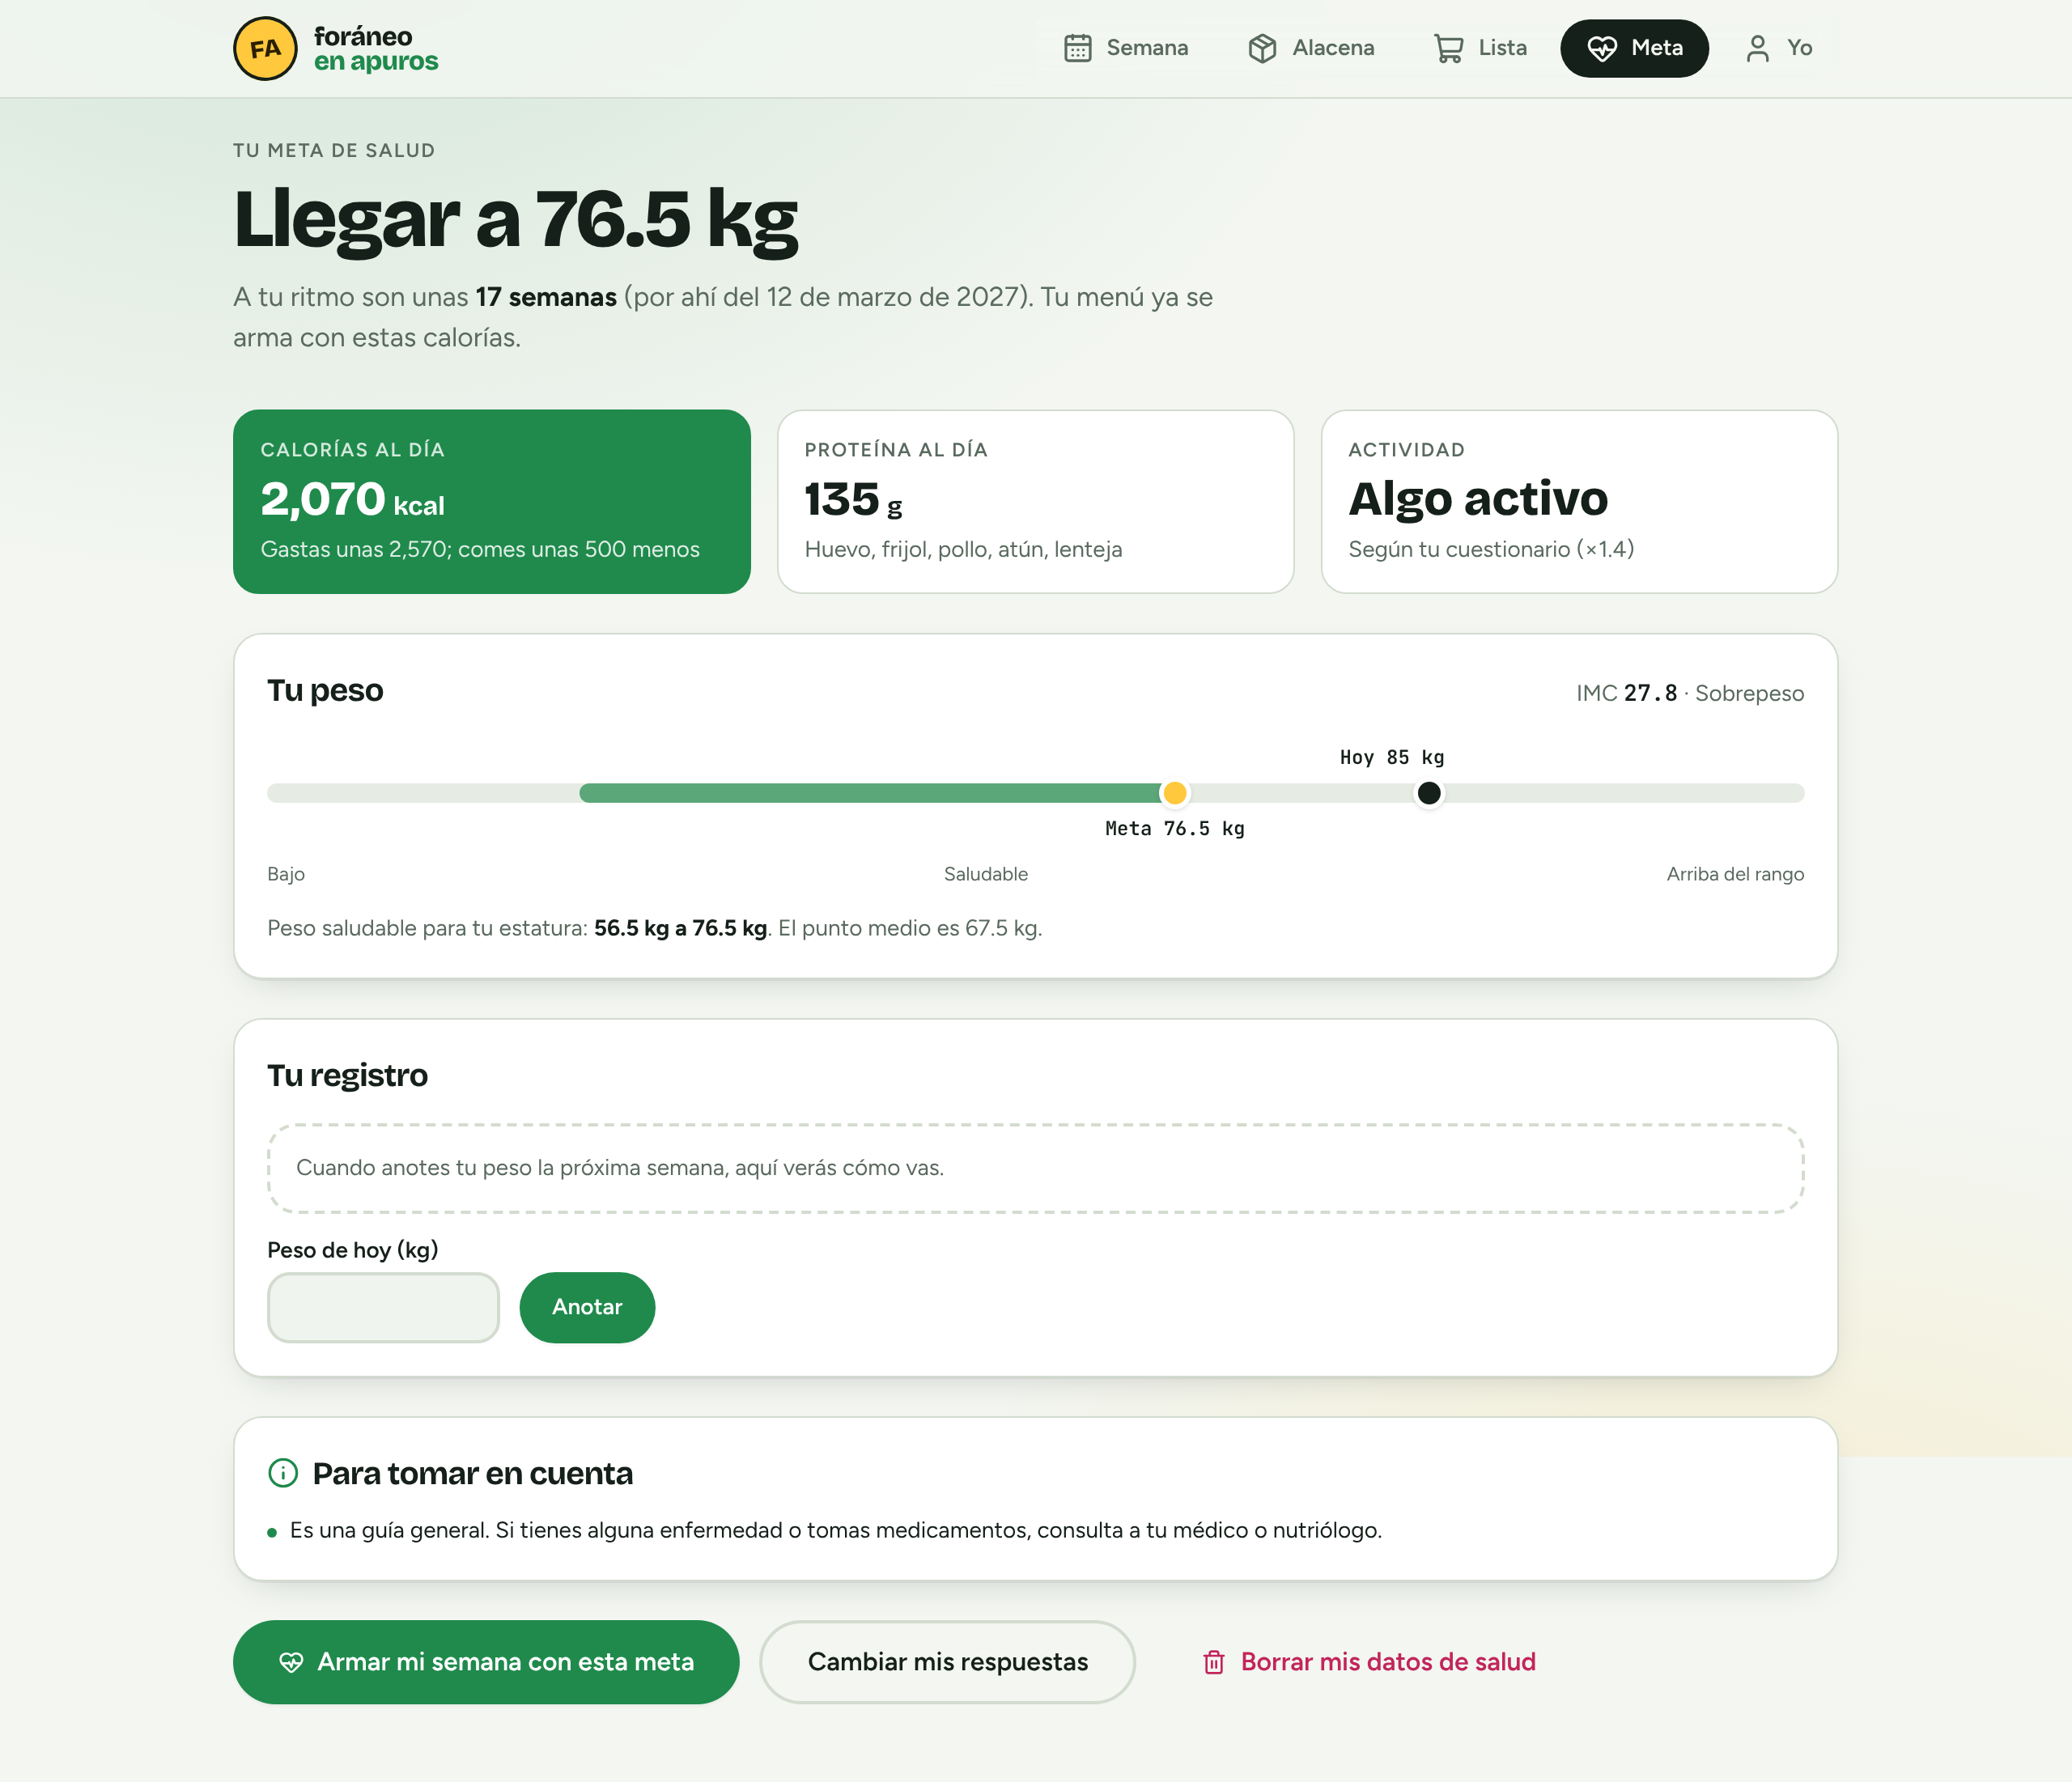 FA
foráneo
en apuros
Semana
Alacena
Lista
Meta
Yo
TU META DE SALUD
Llegar a 76.5 kg
A tu ritmo son unas 17 semanas (por ahí del 12 de marzo de 2027). Tu menú ya se
arma con estas calorías.
CALORÍAS AL DÍA
2,070 kcal
Gastas unas 2,570; comes unas 500 menos
PROTEÍNA AL DÍA
135 g
Huevo, frijol, pollo, atún, lenteja
ACTIVIDAD
Algo activo
Según tu cuestionario (×1.4)
Tu peso
IMC 27.8 · Sobrepeso
Hoy 85 kg
Meta 76.5 kg
Bajo
Saludable
Arriba del rango
Peso saludable para tu estatura: 56.5 kg a 76.5 kg. El punto medio es 67.5 kg.
Tu registro
Cuando anotes tu peso la próxima semana, aquí verás cómo vas.
Peso de hoy (kg)
Anotar
Para tomar en cuenta
Es una guía general. Si tienes alguna enfermedad o tomas medicamentos, consulta a tu médico o nutriólogo.
Armar mi semana con esta meta
Cambiar mis respuestas
Borrar mis datos de salud